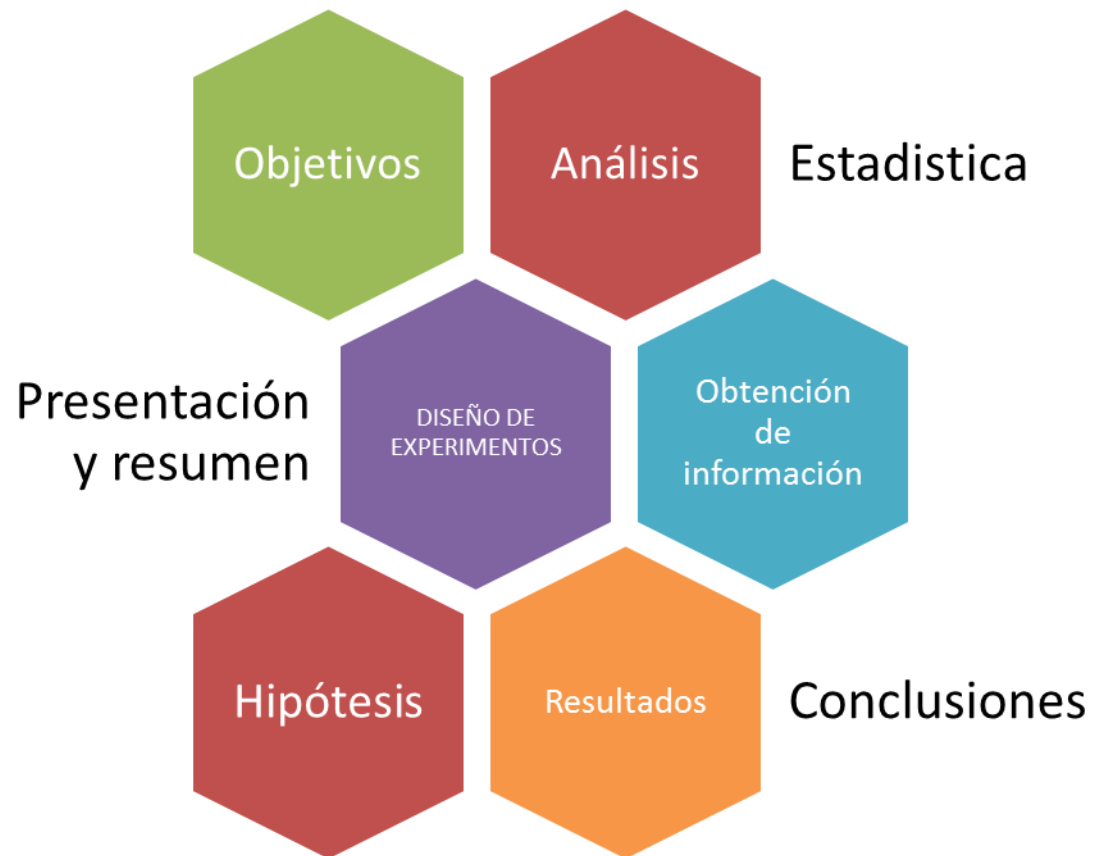 Objetivos
Análisis
Estadistica
Presentación
y resumen
DISEÑO DE
EXPERIMENTOS
Obtención
de
información
Hipótesis
Resultados
Conclusiones